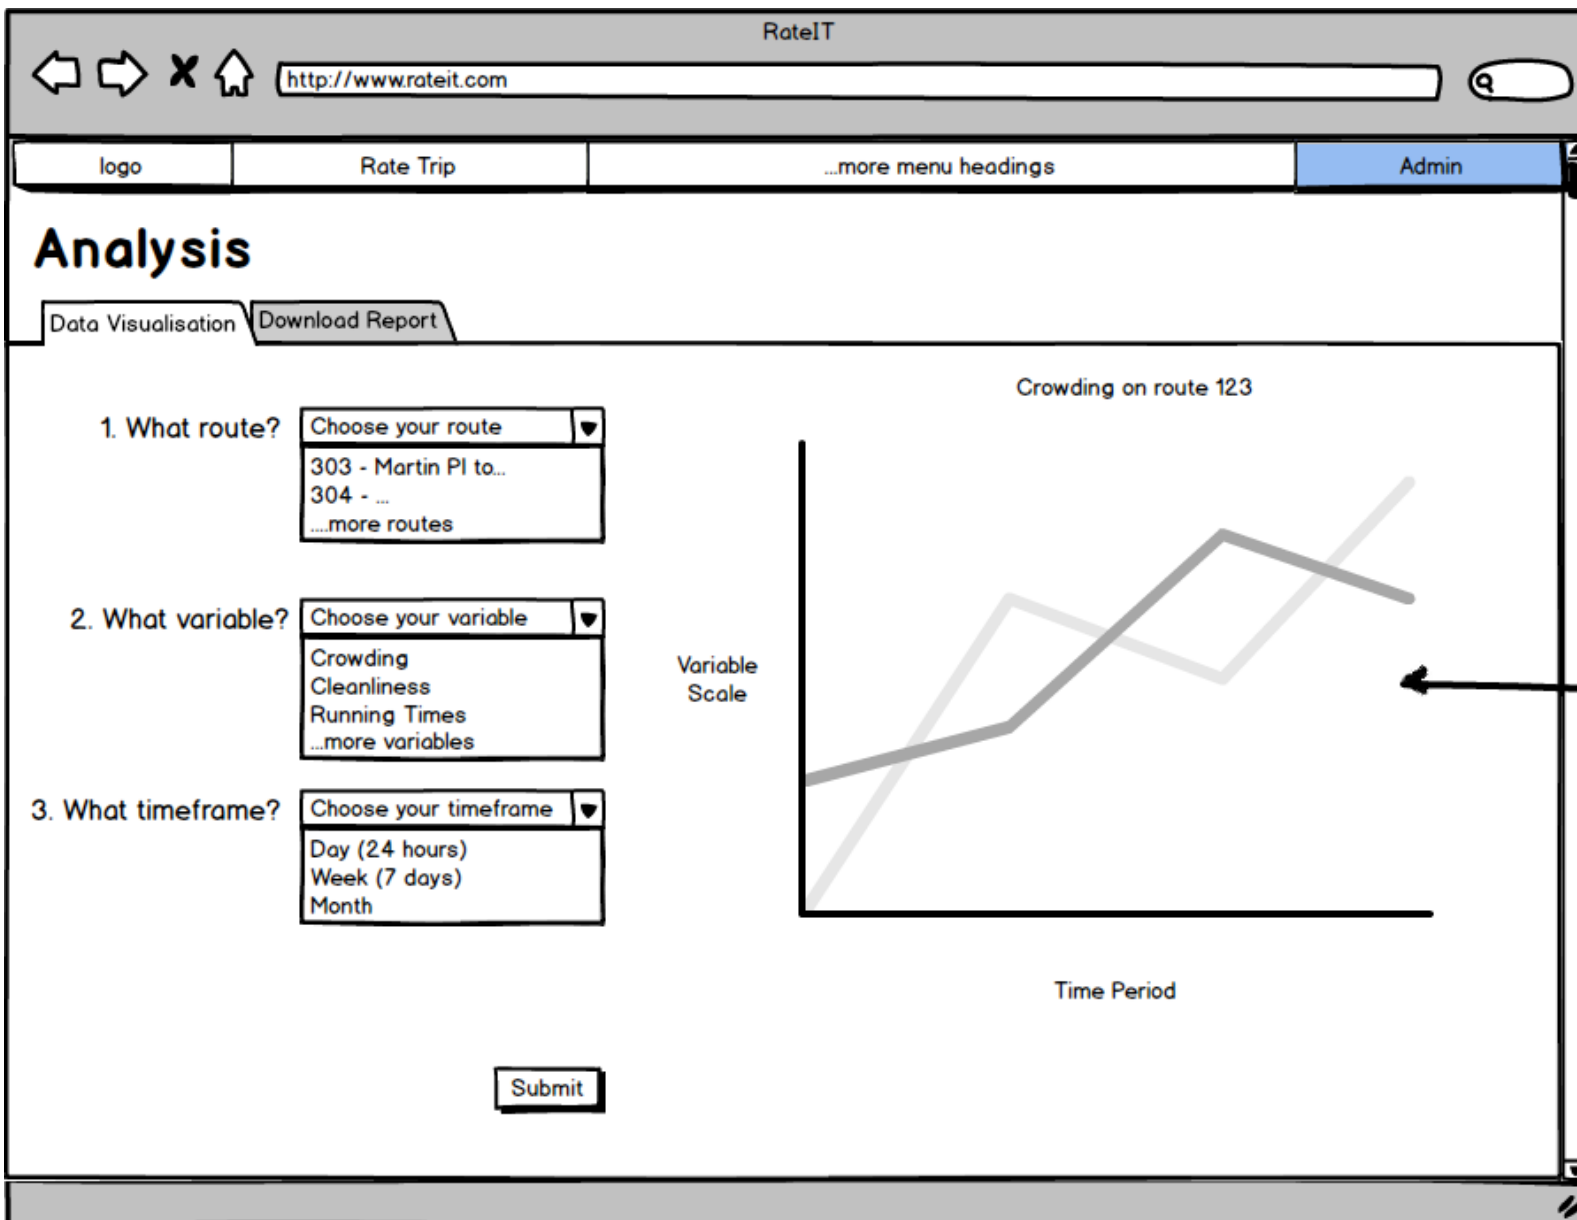 RateIT
http://www.rateit.com
logo
Rate Trip
...more menu headings
Admin
Analysis
Data Visualisation
Download Report
1. What route?
Choose your route
303 - Martin Pl to...
304 - ...
....more routes
2. What variable?
Choose your variable
Crowding
Cleanliness
Running Times
...more variables
3. What timeframe?
Choose your timeframe
Day (24 hours)
Week (7 days)
Month
Submit
Crowding on route 123
Variable
Scale
Time Period